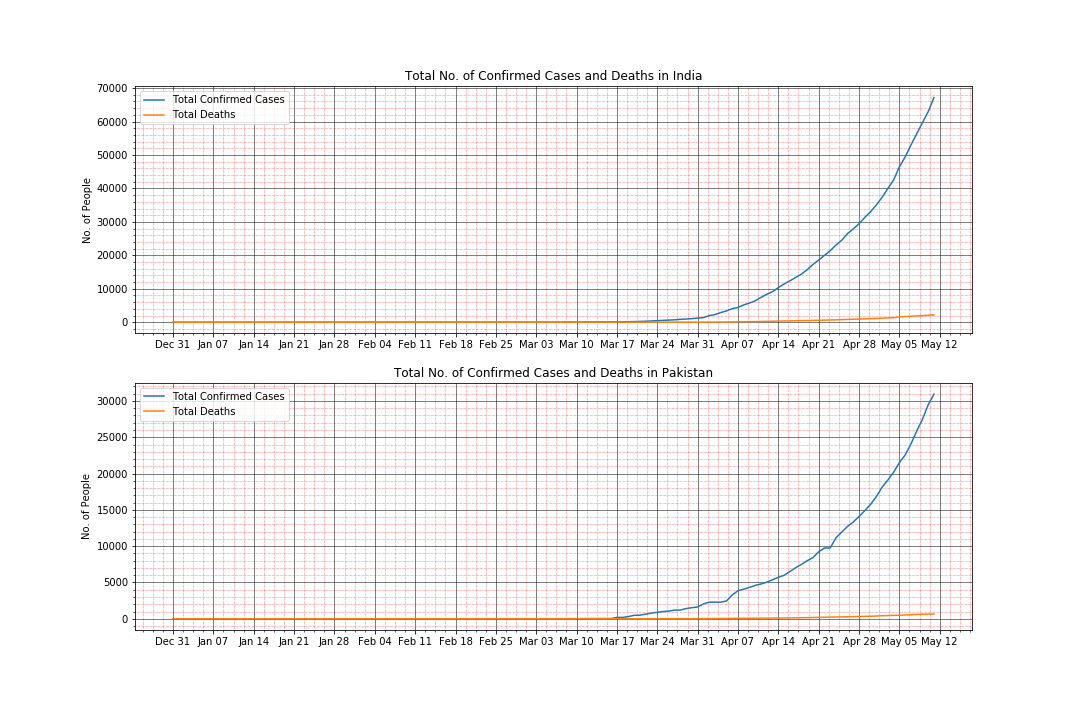 Total No. of Confirmed Cases and Deaths in India
70000
60000
50000
40000
30000
20000
10000
0
No. of People
Total Confirmed Cases
Total Deaths
Dec 31 Jan 07 Jan 14 Jan 21 Jan 28 Feb 04 Feb 11 Feb 18 Feb 25 Mar 03 Mar 10 Mar 17 Mar 24 Mar 31 Apr 07 Apr 14 Apr 21 Apr 28 May 05 May 12
Total No. of Confirmed Cases and Deaths in Pakistan
30000
25000
20000
15000
10000
5000
0
No. of People
Total Confirmed Cases
Total Deaths
Dec 31 Jan 07 Jan 14 Jan 21 Jan 28 Feb 04 Feb 11 Feb 18 Feb 25 Mar 03 Mar 10 Mar 17 Mar 24 Mar 31 Apr 07 Apr 14 Apr 21 Apr 28 May 05 May 12